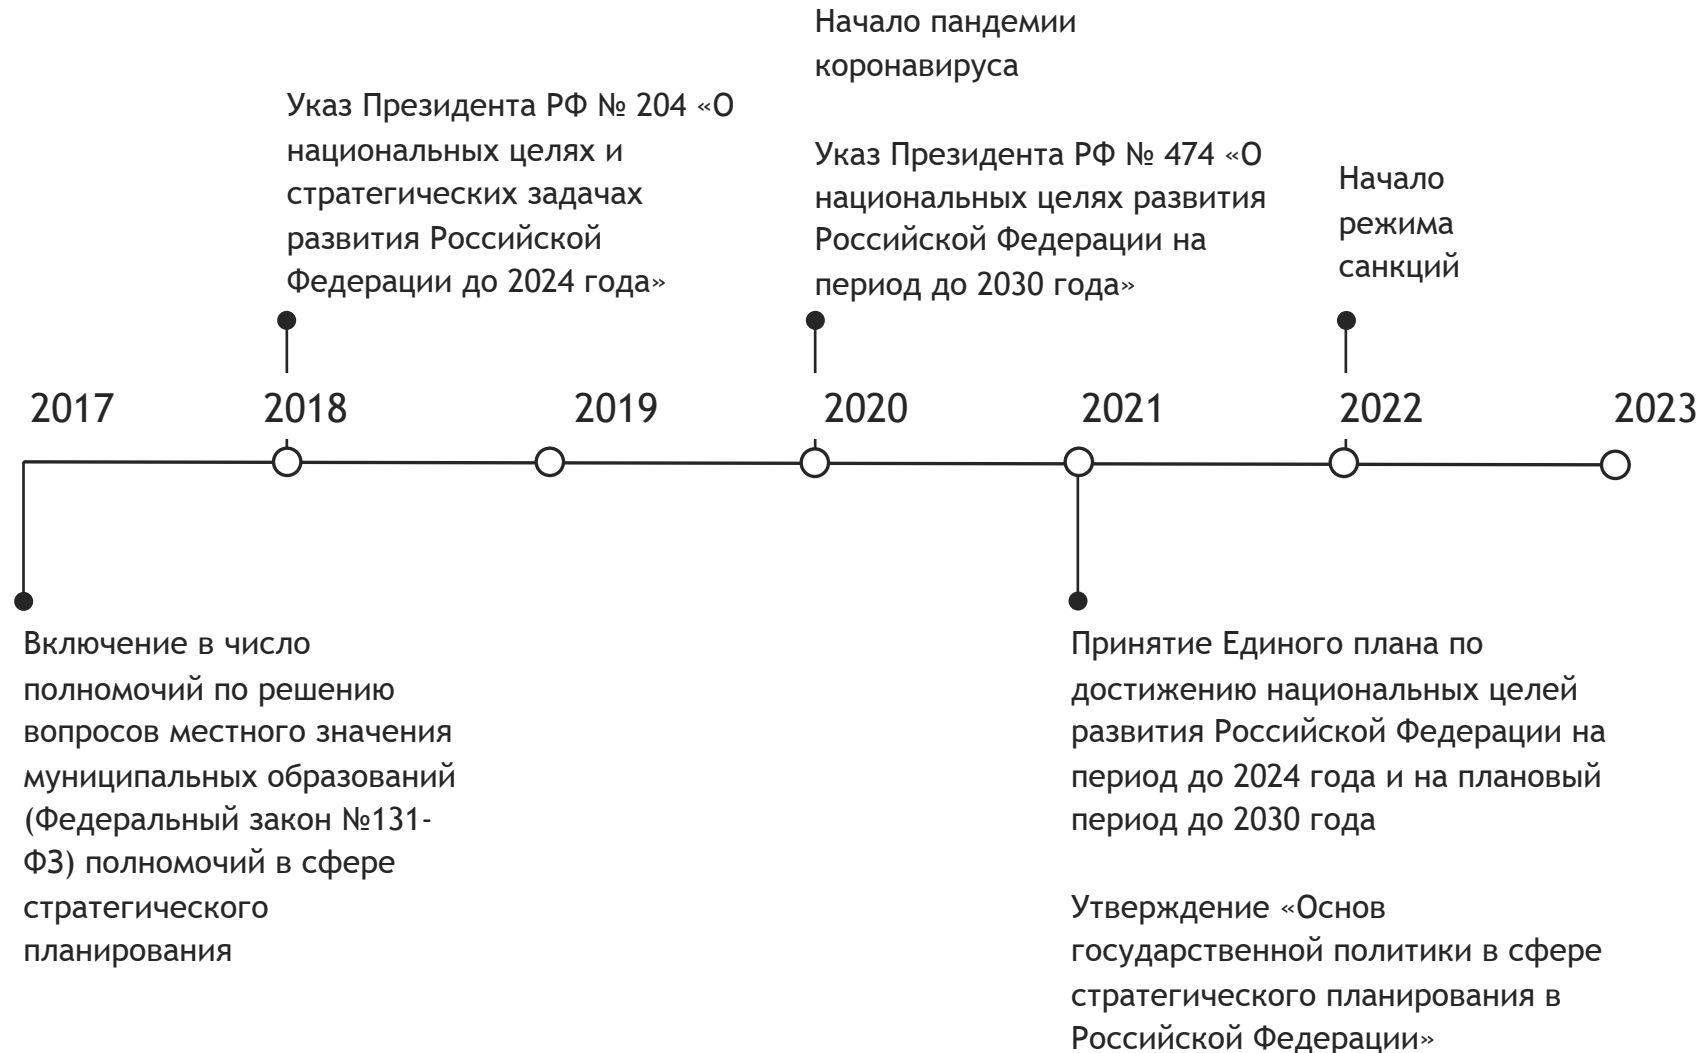 Начало пандемии
коронавируса
Указ Президента РФ № 204 «О
национальных целях и
стратегических задачах
развития Российской
Федерации до 2024 года»
Указ Президента РФ № 474 «О
национальных целях развития
Российской Федерации на
период до 2030 года»
Начало
режима
санкций
2017 2018 2019 2020 2021 2022 2023
Включение в число
полномочий по решению
вопросов местного значения
муниципальных образований
(Федеральный закон №131-
ФЗ) полномочий в сфере
стратегического
планирования
Принятие Единого плана по
достижению национальных целей
развития Российской Федерации на
период до 2024 года и на плановый
период до 2030 года
Утверждение «Основ
государственной политики в сфере
стратегического планирования в
Российской Федерации»